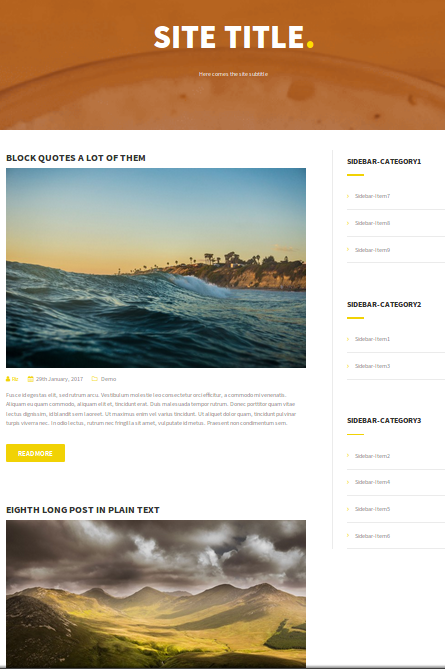 SITE TITLE.
Here comes the site subtitle
BLOCK QUOTES A LOT OF THEM
29th January, 2017 Demo
Fusce id egestas elit, sed rutrum arcu. Vestibulum molestie leo consectetur orci efficitur, a commodo mi venenatis.
Aliquam eu quam commodo, aliquam elit et, tincidunt erat. Duis malesuada tempor rutrum. Donec porttitor quam vitae
lectus dignissim, id blandit sem laoreet. Ut maximus enim vel varius tincidunt. Ut aliquet dolor quam, tincidunt pulvinar
turpis viverra nec. In odio lectus, rutrum nec fringilla sit amet, vulputate id metus. Praesent non condimentum sem.
READMORE
EIGHTH LONG POST IN PLAIN TEXT
SIDEBAR-CATEGORY1
Sidebar-Item7
Sidebar-Item8
Sidebar-Item9
SIDEBAR-CATEGORY2
Sidebar-Item1
Sidebar-Item3
SIDEBAR-CATEGORY3
Sidebar-Item2
Sidebar-Item4
Sidebar-Item5
Sidebar-Item6